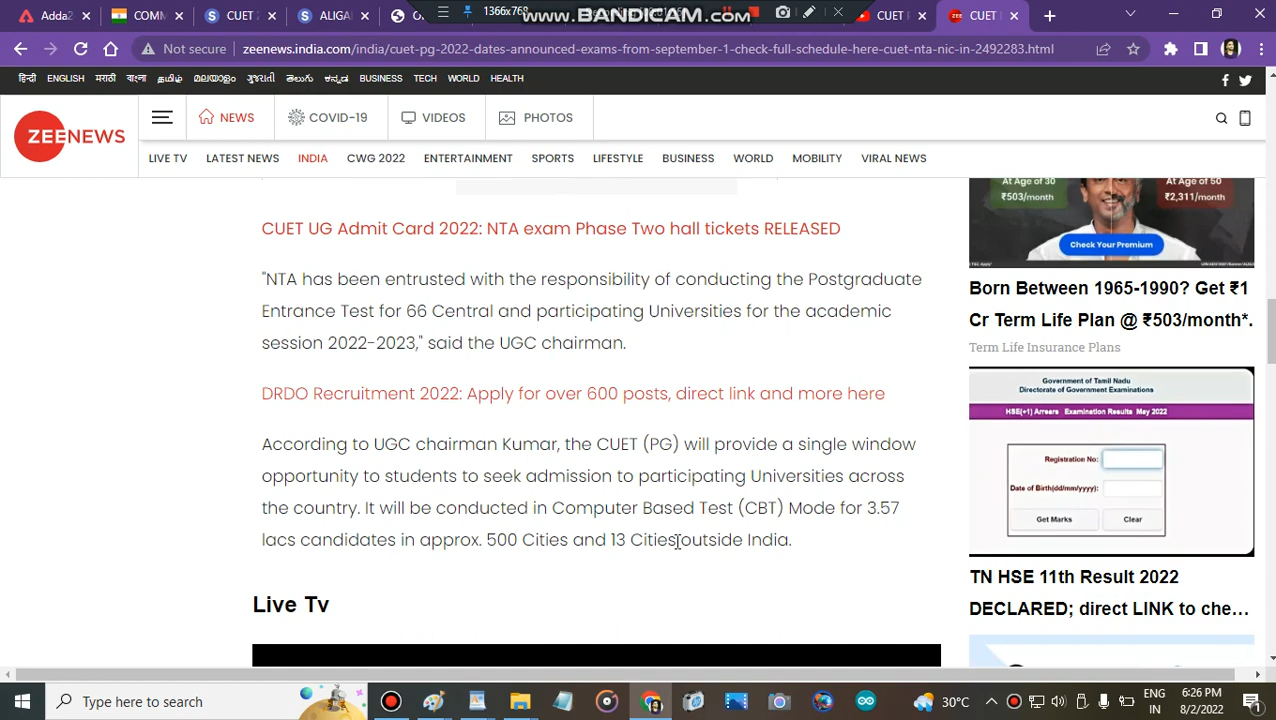 Adda2
COMM
CUET
ALIGA
1366x768
WWW.BANDICAM.COM
CUET
CUET
Not secure
zeenews.india.com/india/cuet-pg-2022-dates-announced-exams-from-september-1-check-full-schedule-here-cuet-nta-nic-in-2492283.html
हिन्दी ENGLISH मराठी বাংলা தமிழ் മലയാളം ગુજરાતી తెలుగు ಕನ್ನಡ BUSINESS TECH WORLD HEALTH
ZEENEWS
NEWS COVID-19 VIDEOS PHOTOS
LIVE TV LATEST NEWS INDIA CWG 2022 ENTERTAINMENT SPORTS LIFESTYLE BUSINESS WORLD MOBILITY VIRAL NEWS
CUET UG Admit Card 2022: NTA exam Phase Two hall tickets RELEASED
"NTA has been entrusted with the responsibility of conducting the Postgraduate
Entrance Test for 66 Central and participating Universities for the academic
session 2022-2023," said the UGC chairman.
DRDO Recruitment 2022: Apply for over 600 posts, direct link and more here
According to UGC chairman Kumar, the CUET (PG) will provide a single window
opportunity to students to seek admission to participating Universities across
the country. It will be conducted in Computer Based Test (CBT) Mode for 3.57
lacs candidates in approx. 500 Cities and 13 Cities outside India.
Live Tv
At Age of 30
₹503/month
At Age of 50
₹2,311/month
Check Your Premium
Born Between 1965-1990? Get ₹1
Cr Term Life Plan @ ₹503/month*.
Term Life Insurance Plans
Government of Tamil Nadu
Directorate of Government Examinations
HSE(+1) Arrears Examination Results May 2022
Registration No:
Date of Birth(dd/mm/yyyy):
Get Marks Clear
TN HSE 11th Result 2022
DECLARED; direct LINK to che...
Type here to search
30°C
ENG
IN
6:26 PM
8/2/2022